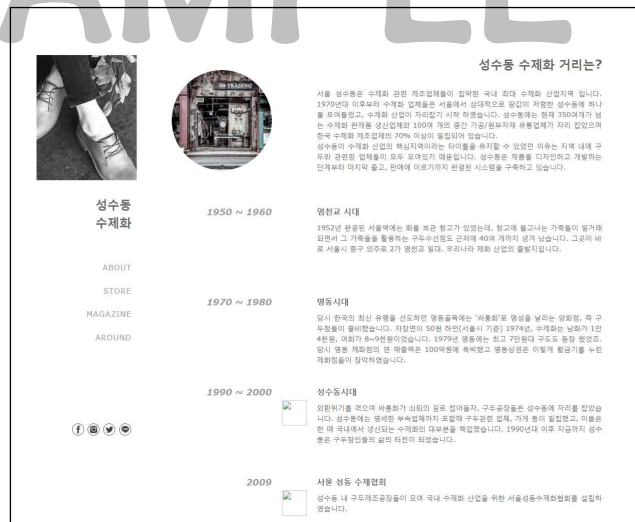 성수동 수제화 거리는?
서울 성수동은 수제화 관련 제조업체들이 집약된 국내 최대 수제화 산업지역 입니다.
1970년대 이후부터 수제화 업체들은 서울에서 상대적으로 땅값이 저렴한 성수동에 하나
둘 모여들었고, 수제화 산업이 자리잡기 시작 하였습니다. 성수동에는 현재 350여개가 넘
는 수제화 완제품 생산업체와 100여 개의 중간 가공/원부자재 유통업체가 자리 잡았으며
한국 수제화 제조업체의 70% 이상이 밀집되어 있습니다.
성수동이 수제화 산업의 핵심지역이라는 타이틀을 유지할 수 있었던 이유는 지역 내에 구
두와 관련된 업체들이 모두 모여있기 때문입니다. 성수동은 제품을 디자인하고 개발하는
단계부터 마지막 출고, 판매에 이르기까지 완결된 시스템을 구축하고 있습니다.
성수동
수제화
ABOUT
STORE
MAGAZINE
AROUND
1950 ~ 1960
염천교 시대
1952년 완공된 서울역에는 화물 보관 창고가 있었는데, 창고에 들고나는 가죽들이 밀거래
되면서 그 가죽들을 활용하는 구두수선점도 근처에 40여 개까지 생겨 났습니다. 그곳이 바
로 서울시 중구 의주로 2가 염천교 일대. 우리나라 제화 산업의 출발지입니다.
1970 ~ 1980
명동시대
당시 한국의 최신 유행을 선도하던 명동골목에는 '싸롱화'로 명성을 날리는 양화점, 즉 구
두점들이 즐비했습니다. 자장면이 50원 하던(서울시 기준) 1974년, 수제화는 남화가 1만
4천원, 여화가 8~9천원이었습니다. 1979년 명동에는 최고 7만원대 구도도 등장 했었죠.
당시 명동 제화점의 연 매출액은 100억원에 육박했고 명동상권은 이렇게 황금기를 누린
제화점들이 장악하였습니다.
1990 ~ 2000
성수동시대
외환위기를 겪으며 싸롱화가 쇠퇴의 길로 접어들자, 구두공장들은 성수동에 자리를 잡았습
니다. 성수동에는 영세한 부속업체까지 포함해 구두관련 업체, 가게 등이 밀집했고, 이들은
한 때 국내에서 생산되는 수제화의 대부분을 책임졌습니다. 1990년대 이후 지금까지 성수
동은 구두장인들의 삶의 터전이 되었습니다.
2009
서울 성동 수제협회
성수동 내 구두제조공장들이 모여 국내 수제화 산업을 위한 서울성동수제화협회를 설립하
였습니다.